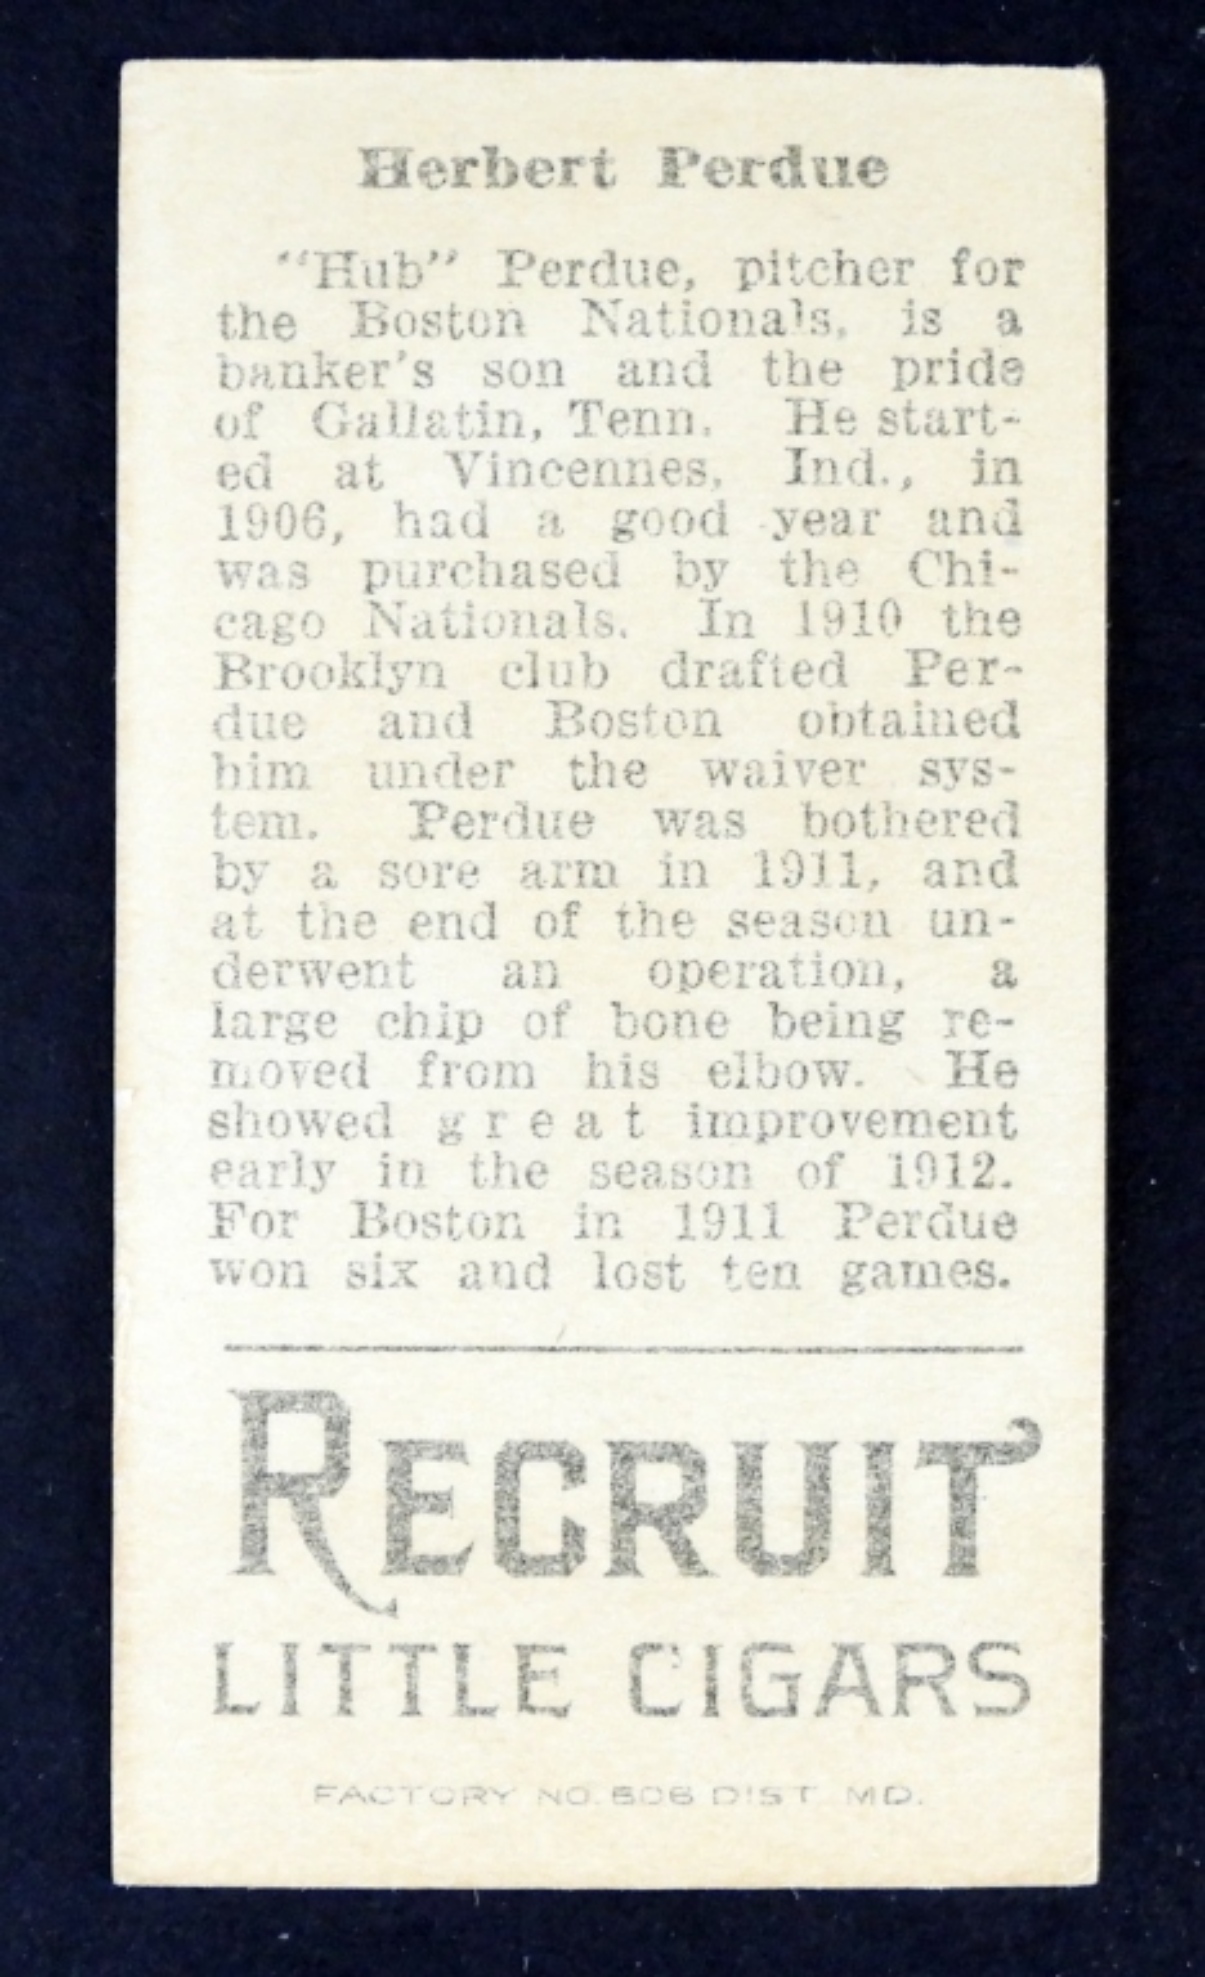 Herbert Perdue
"Hub" Perdue, pitcher for
the Boston Nationals, is a
banker's son and the pride
of Gallatin, Tenn. He start-
ed at Vincennes, Ind., in
1906, had a good year and
was purchased by the Chi-
cago Nationals. In 1910 the
Brooklyn club drafted Per-
due and Boston obtained
him under the waiver sys-
tem. Perdue was bothered
by a sore arm in 1911, and
at the end of the season un-
derwent an operation, a
large chip of bone being re-
moved from his elbow. He
showed great improvement
early in the season of 1912.
For Boston in 1911 Perdue
won six and lost ten games.
RECRUIT
LITTLE CIGARS
FACTORY NO. 606 DIST. MD.